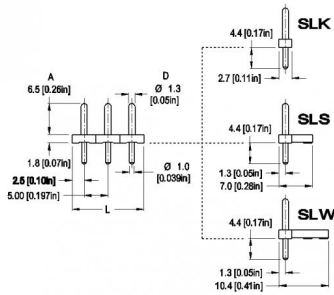 A
6.5 [0.26in]
D
Ø 1.3
[0.05in]
1.8 [0.07in]
2.5 [0.10in]
5.00 [0.197in]
L
Ø 1.0
[0.039in]
SLK
4.4 [0.17in]
2.7 [0.11in]
SLS
4.4 [0.17in]
1.3 [0.05in]
7.0 [0.28in]
SLW
4.4 [0.17in]
1.3 [0.05in]
10.4 [0.41in]